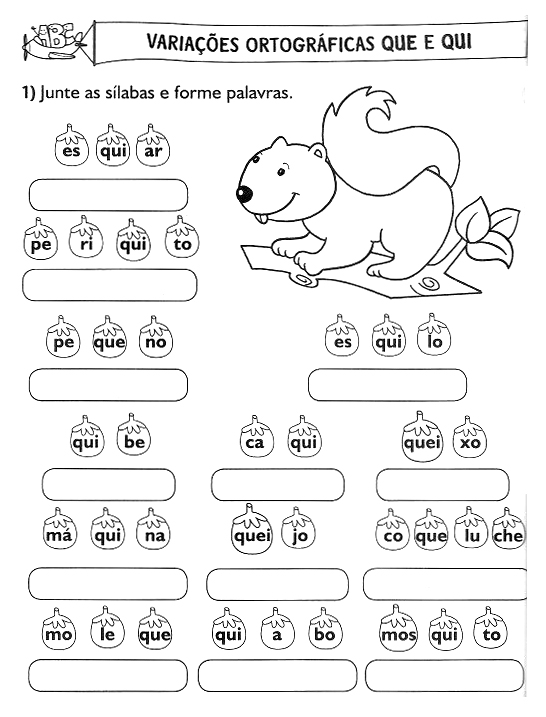 ABC
VARIAÇÕES ORTOGRÁFICAS QUE E QUI
1) Junte as sílabas e forme palavras.
es qui ar
pe ri qui to
pe que no
es qui lo
qui be
ca qui
quei xo
má qui na
quei jo
co que lu che
mo le que
qui a bo
mos qui to